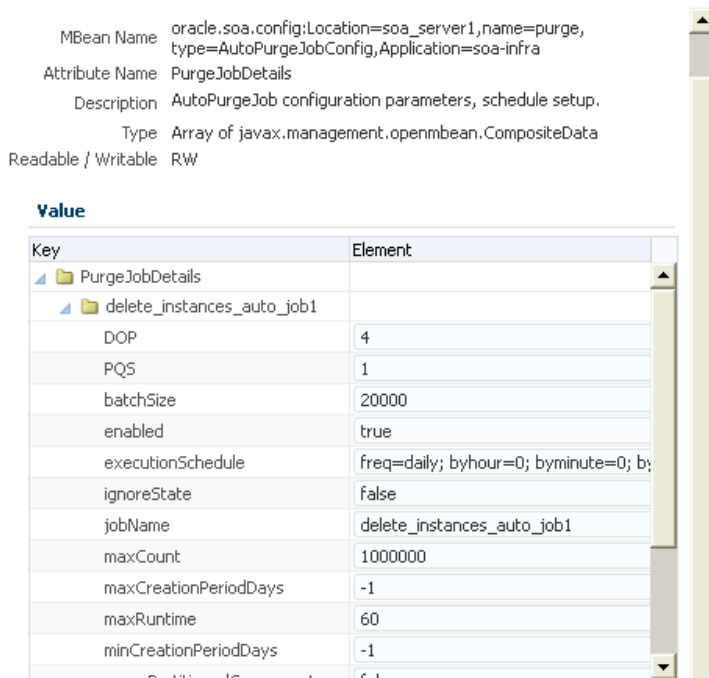 MBean Name oracle.soa.config:Location=soa_server1,name=purge,
type=AutoPurgeJobConfig,Application=soa-infra
Attribute Name PurgeJobDetails
Description AutoPurgeJob configuration parameters, schedule setup.
Type Array of javax.management.openmbean.CompositeData
Readable / Writable RW
Value
Key Element
PurgeJobDetails
delete_instances_auto_job1
DOP 4
PQS 1
batchSize 20000
enabled true
executionSchedule freq=daily; byhour=0; byminute=0; by
ignoreState false
jobName delete_instances_auto_job1
maxCount 1000000
maxCreationPeriodDays -1
maxRuntime 60
minCreationPeriodDays -1